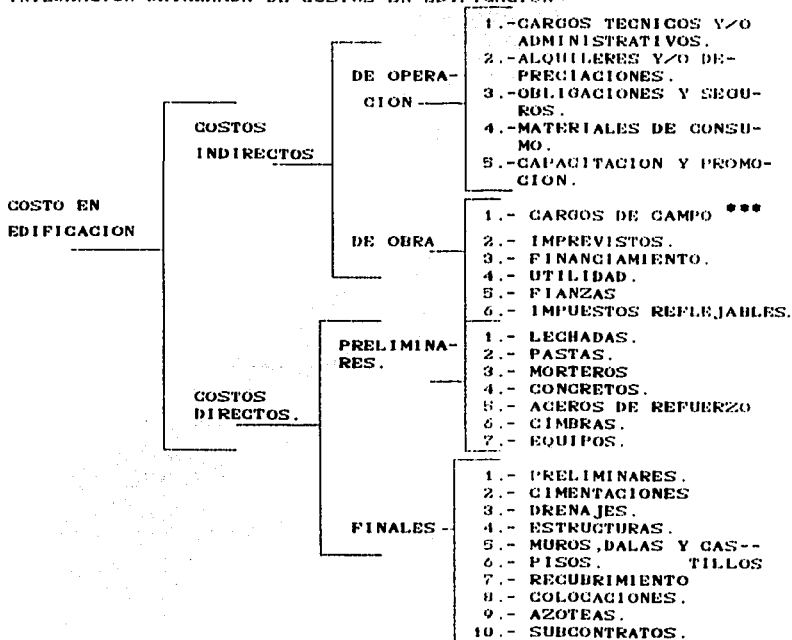 COSTO EN
EDIFICACION
COSTOS
INDIRECTOS
DE OPERA-
CION
1.-CARGOS TECNICOS Y/O
ADMINISTRATIVOS.
2.-ALQUILERES Y/O DE-
PRECIACIONES.
3.-OBLIGACIONES Y SEGU-
ROS.
4.-MATERIALES DE CONSU-
MO.
5.-CAPACITACION Y PROMO-
CION.
DE OBRA
1.- CARGOS DE CAMPO ***
2.- IMPREVISTOS.
3.- FINANCIAMIENTO.
4.- UTILIDAD.
5.- FIANZAS
6.- IMPUESTOS REFLEJABLES.
COSTOS
DIRECTOS.
PRELIMINA-
RES.
1.- LECHADAS.
2.- PASTAS.
3.- MORTEROS
4.- CONCRETOS.
5.- ACEROS DE REFUERZO
6.- CIMBRAS.
7.- EQUIPOS.
FINALES
1.- PRELIMINARES.
2.- CIMENTACIONES
3.- DRENAJES.
4.- ESTRUCTURAS.
5.- MUROS,DALAS Y CAS--
6.- PISOS. TILLOS
7.- RECUBRIMIENTO
8.- COLOCACIONES.
9.- AZOTEAS.
10.- SUBCONTRATOS.